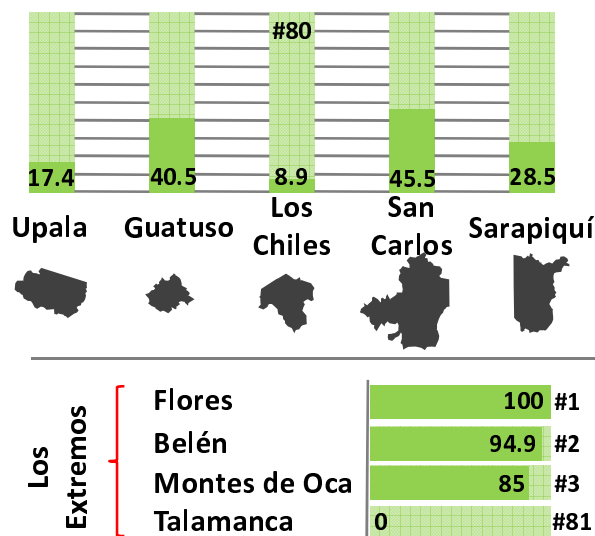 #80
17.4 40.5 8.9 45.5 28.5
Upala Guatuso Los Chiles San Carlos Sarapiquí
Los Extremos
Flores 100 #1
Belén 94.9 #2
Montes de Oca 85 #3
Talamanca 0 #81